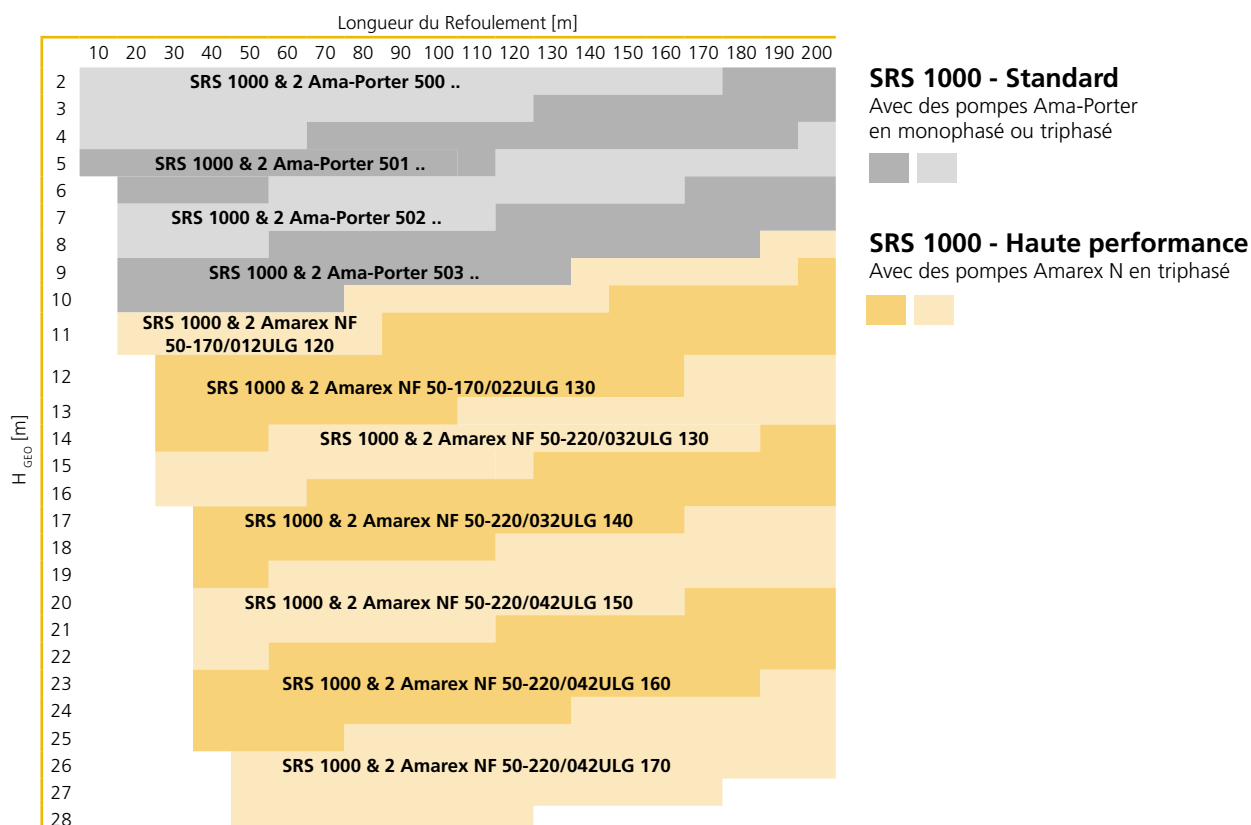 Longueur du Refoulement [m]
10 20 30 40 50 60 70 80 90 100 110 120 130 140 150 160 170 180 190 200
2 SRS 1000 & 2 Ama-Porter 500 ..
3
4
5 SRS 1000 & 2 Ama-Porter 501 ..
6
7 SRS 1000 & 2 Ama-Porter 502 ..
8
9 SRS 1000 & 2 Ama-Porter 503 ..
10
11 SRS 1000 & 2 Amarex NF
50-170/012ULG 120
12 SRS 1000 & 2 Amarex NF 50-170/022ULG 130
13
14 SRS 1000 & 2 Amarex NF 50-220/032ULG 130
15
16
17 SRS 1000 & 2 Amarex NF 50-220/032ULG 140
18
19
20 SRS 1000 & 2 Amarex NF 50-220/042ULG 150
21
22
23 SRS 1000 & 2 Amarex NF 50-220/042ULG 160
24
25
26 SRS 1000 & 2 Amarex NF 50-220/042ULG 170
27
28
H GEO [m]
SRS 1000 - Standard
Avec des pompes Ama-Porter
en monophasé ou triphasé
SRS 1000 - Haute performance
Avec des pompes Amarex N en triphasé